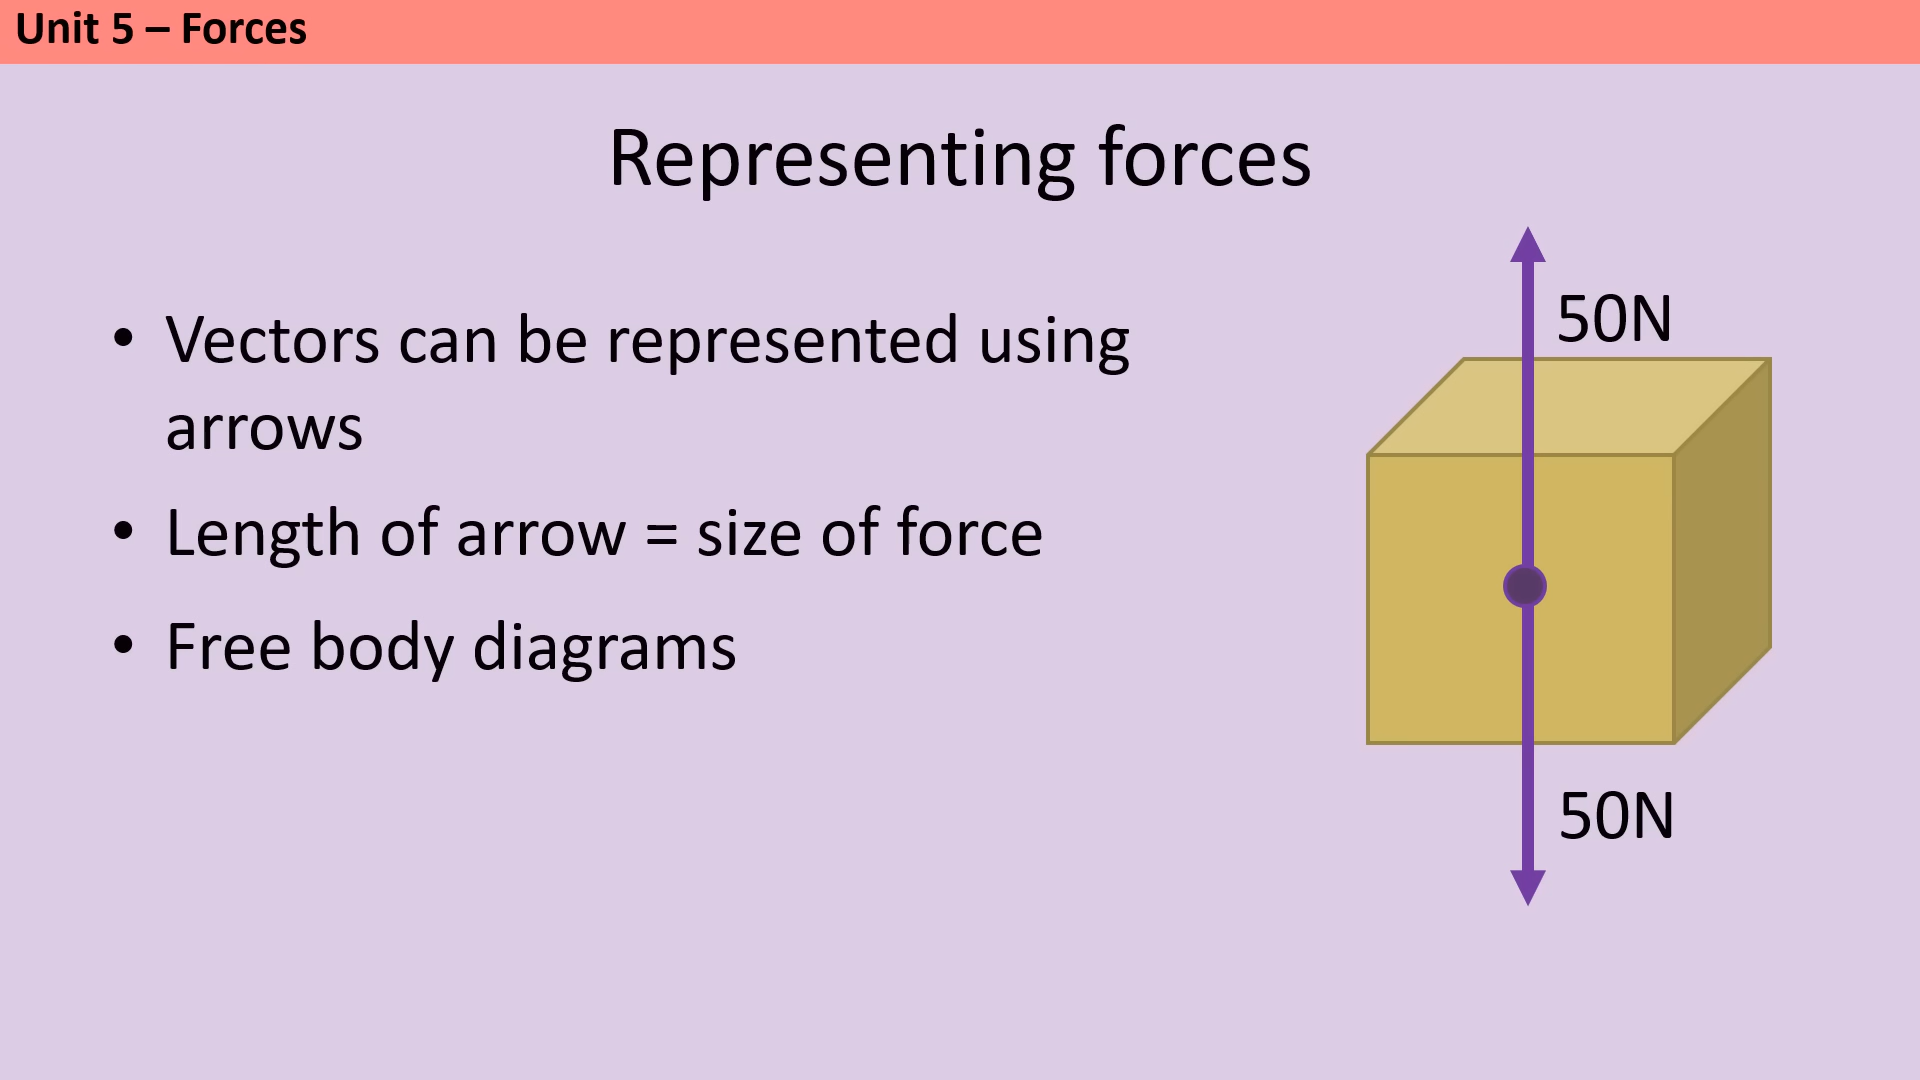 Unit 5 – Forces
Representing forces
• Vectors can be represented using
arrows
• Length of arrow = size of force
• Free body diagrams
50N
50N